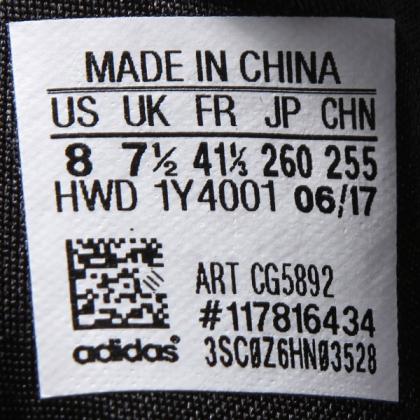 MADE IN CHINA
US UK FR JP CHN
8 7½ 41⅓ 260 255
HWD 1Y4001 06/17
ART CG5892
#117816434
adidas® 3SC0Z6HN03528